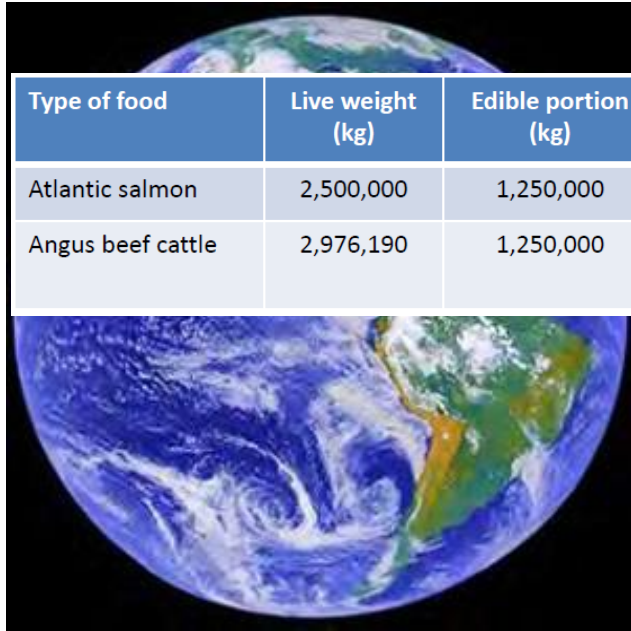 Type of food Live weight Edible portion
(kg) (kg)
Atlantic salmon 2,500,000 1,250,000
Angus beef cattle 2,976,190 1,250,000